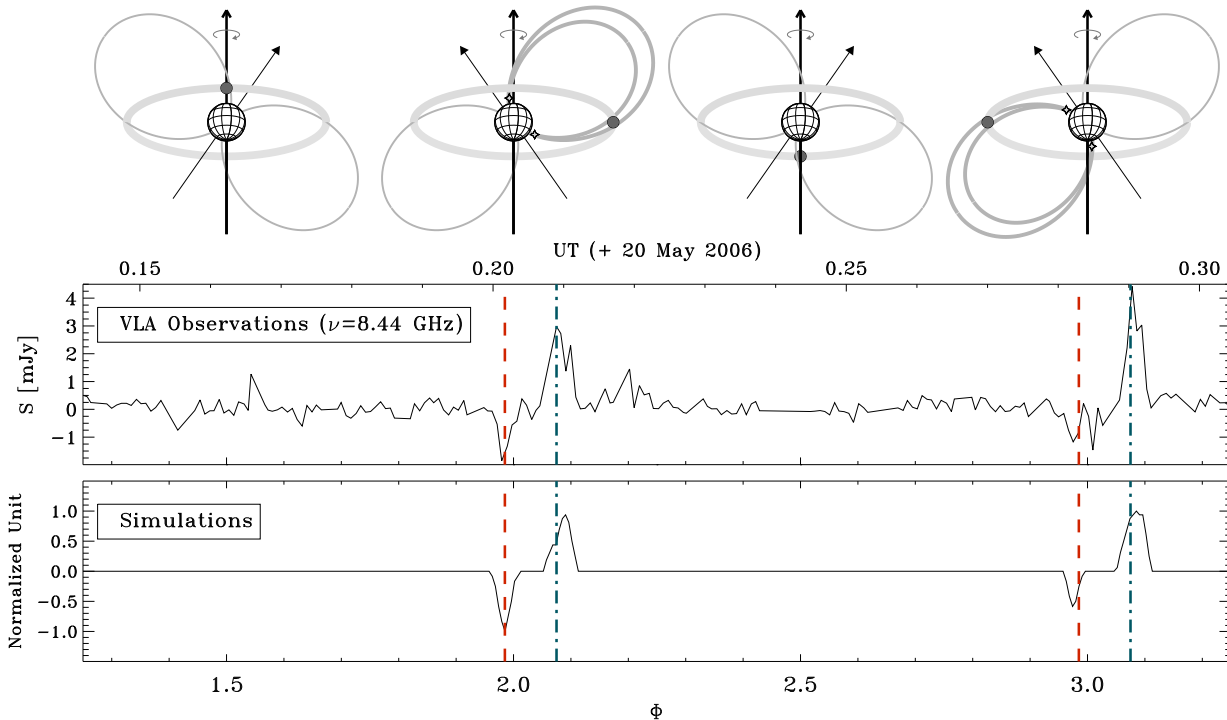 UT (+ 20 May 2006)
0.15 0.20 0.25 0.30
VLA Observations (ν=8.44 GHz)
S [mJy]
4
3
2
1
0
−1
Simulations
Normalized Unit
1.0
0.5
0.0
−0.5
−1.0
1.5 2.0 2.5 3.0
Φ